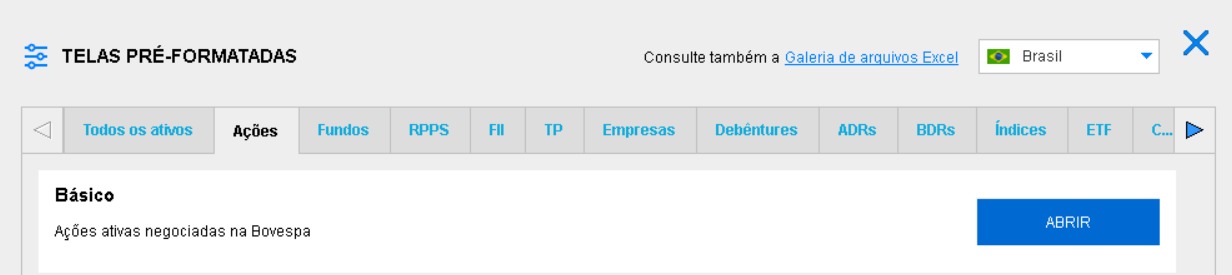 TELAS PRÉ-FORMATADAS
Consulte também a Galeria de arquivos Excel
Brasil
Todos os ativos Ações Fundos RPPS FII TP Empresas Debêntures ADRs BDRs Índices ETF C...
Básico
Ações ativas negociadas na Bovespa
ABRIR